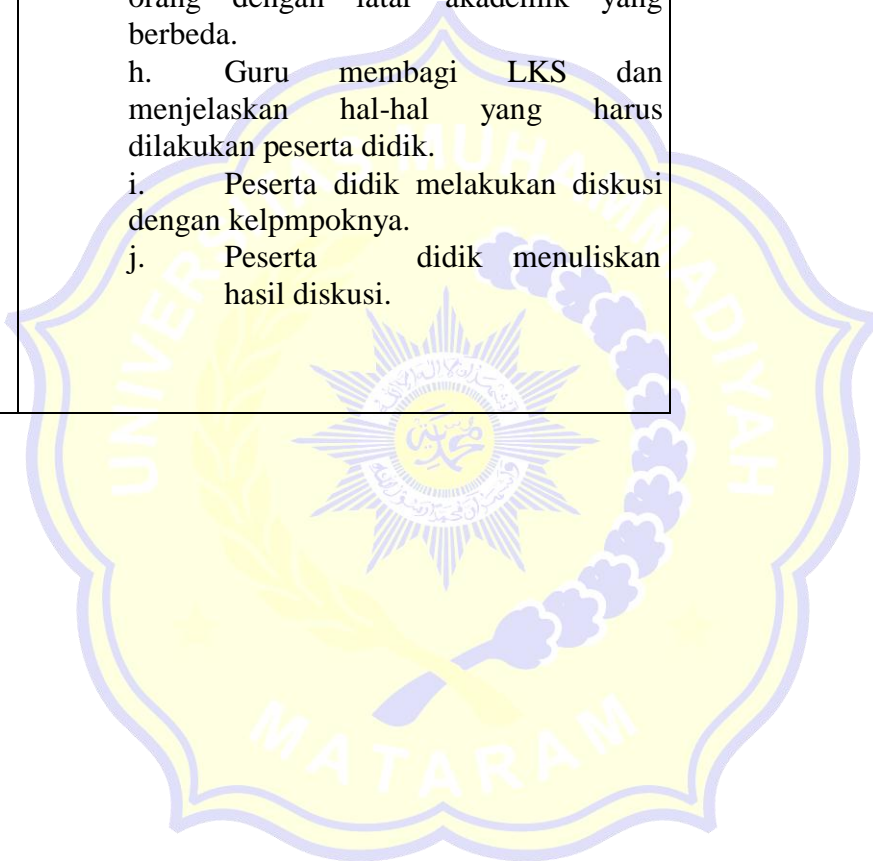 orang dengan latar akademik yang
berbeda.
h. Guru membagi LKS dan
menjelaskan hal-hal yang harus
dilakukan peserta didik.
i. Peserta didik melakukan diskusi
dengan kelpmpoknya.
j. Peserta didik menuliskan
hasil diskusi.
UNIVERSITAS MUHAMMADIYAH
MATARAM